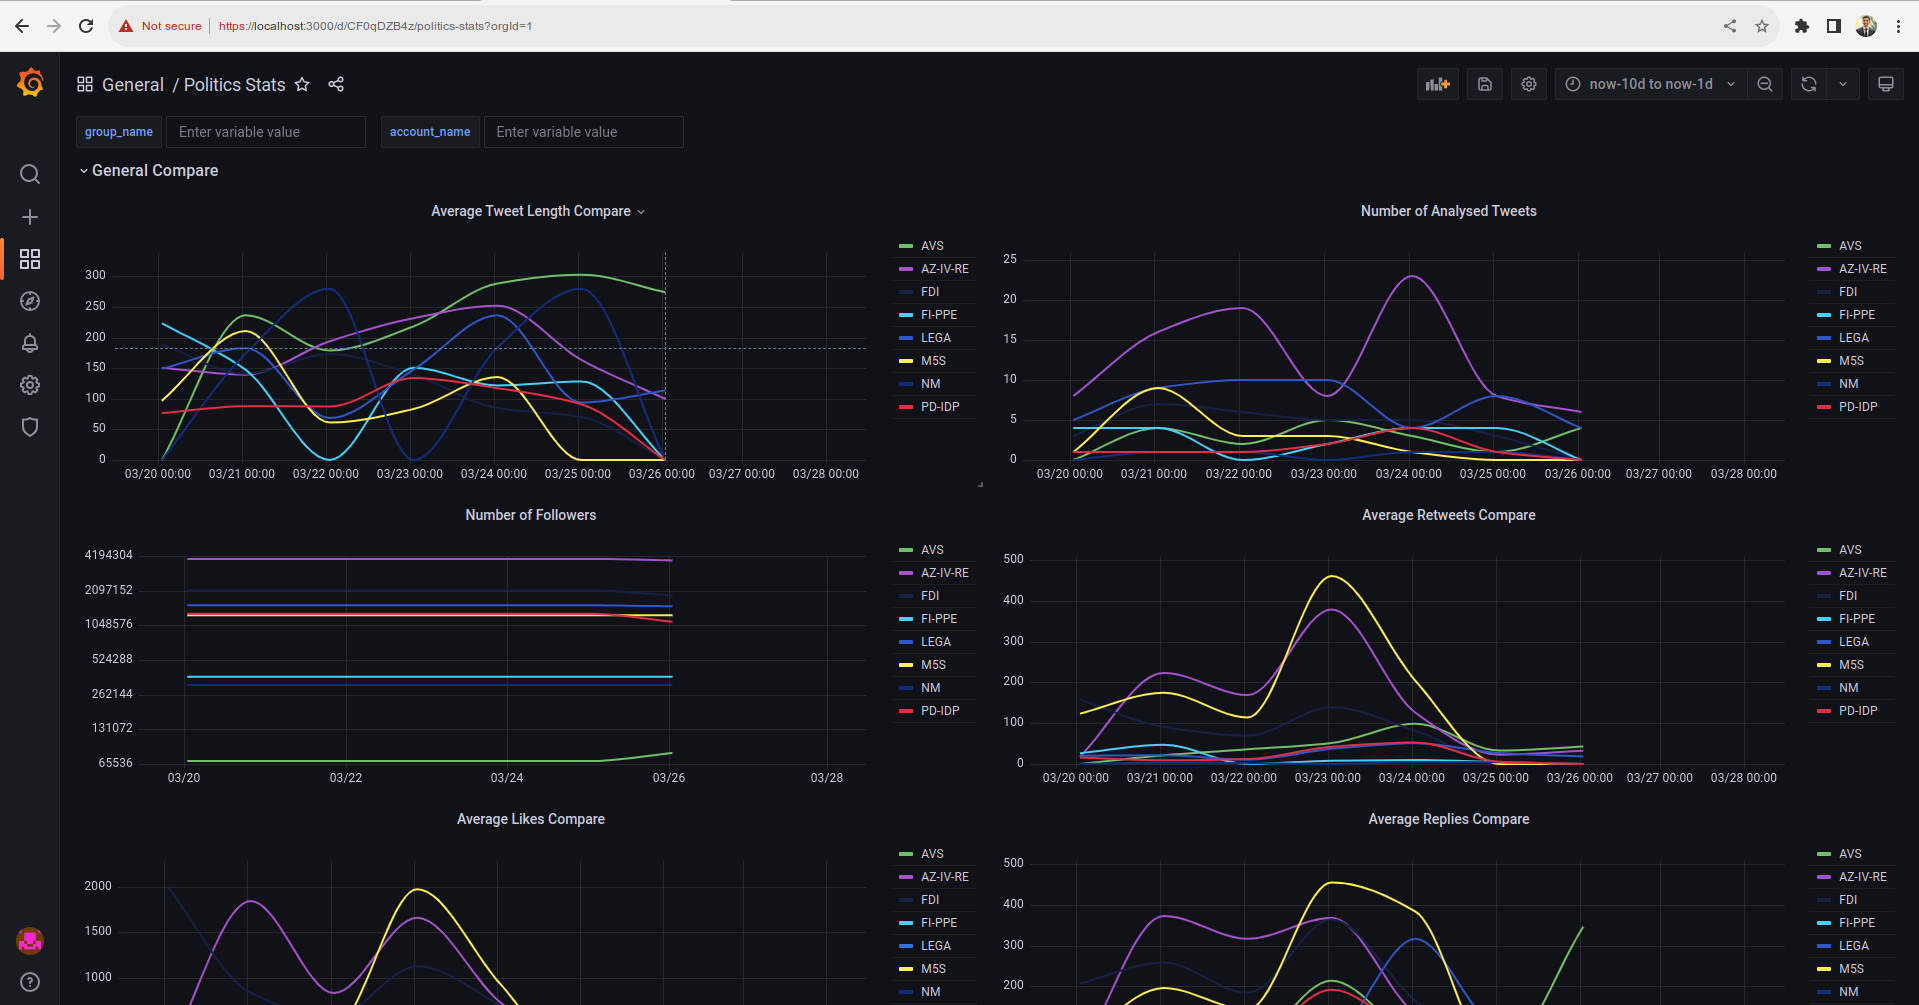 Not secure https://localhost:3000/d/CF0qDZB4z/politics-stats?orgId=1
General / Politics Stats
now-10d to now-1d
group_name Enter variable value account_name Enter variable value
General Compare
Average Tweet Length Compare
300
250
200
150
100
50
0
03/20 00:00 03/21 00:00 03/22 00:00 03/23 00:00 03/24 00:00 03/25 00:00 03/26 00:00 03/27 00:00 03/28 00:00
AVS
AZ-IV-RE
FDI
FI-PPE
LEGA
M5S
NM
PD-IDP
Number of Analysed Tweets
25
20
15
10
5
0
03/20 00:00 03/21 00:00 03/22 00:00 03/23 00:00 03/24 00:00 03/25 00:00 03/26 00:00 03/27 00:00 03/28 00:00
AVS
AZ-IV-RE
FDI
FI-PPE
LEGA
M5S
NM
PD-IDP
Number of Followers
4194304
2097152
1048576
524288
262144
131072
65536
03/20 03/22 03/24 03/26 03/28
AVS
AZ-IV-RE
FDI
FI-PPE
LEGA
M5S
NM
PD-IDP
Average Retweets Compare
500
400
300
200
100
0
03/20 00:00 03/21 00:00 03/22 00:00 03/23 00:00 03/24 00:00 03/25 00:00 03/26 00:00 03/27 00:00 03/28 00:00
AVS
AZ-IV-RE
FDI
FI-PPE
LEGA
M5S
NM
PD-IDP
Average Likes Compare
2000
1500
1000
AVS
AZ-IV-RE
FDI
FI-PPE
LEGA
M5S
NM
Average Replies Compare
500
400
300
200
AVS
AZ-IV-RE
FDI
FI-PPE
LEGA
M5S
NM